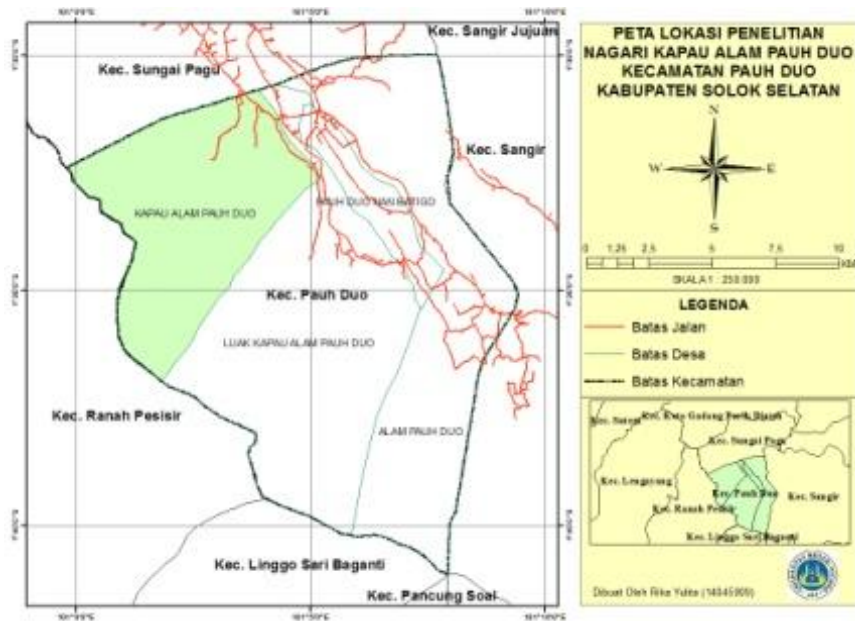 Kec. Sangir Jujuan
Kec. Sungai Pagu
Kec. Sangir
KAPAU ALAM PAUH DUO
Kec. Pauh Duo
LUAK KAPAU ALAM PAUH DUO
Kec. Ranah Pesisir
ALAM PAUH DUO
Kec. Linggo Sari Baganti
Kec. Pancung Soal
PETA LOKASI PENELITIAN
NAGARI KAPAU ALAM PAUH DUO
KECAMATAN PAUH DUO
KABUPATEN SOLOK SELATAN
N
W E
S
0 1,25 2,5 5 7,5 10
SKALA 1 : 250.000
LEGENDA
Batas Jalan
Batas Desa
Batas Kecamatan
Kec. Sungai Pagu
Kec. Lengayang
Kec. Pauh Duo
Kec. Sangir
Kec. Ranah Pesisir
Kec. Linggo Sari Baganti
Dibuat Oleh Rika Yulita